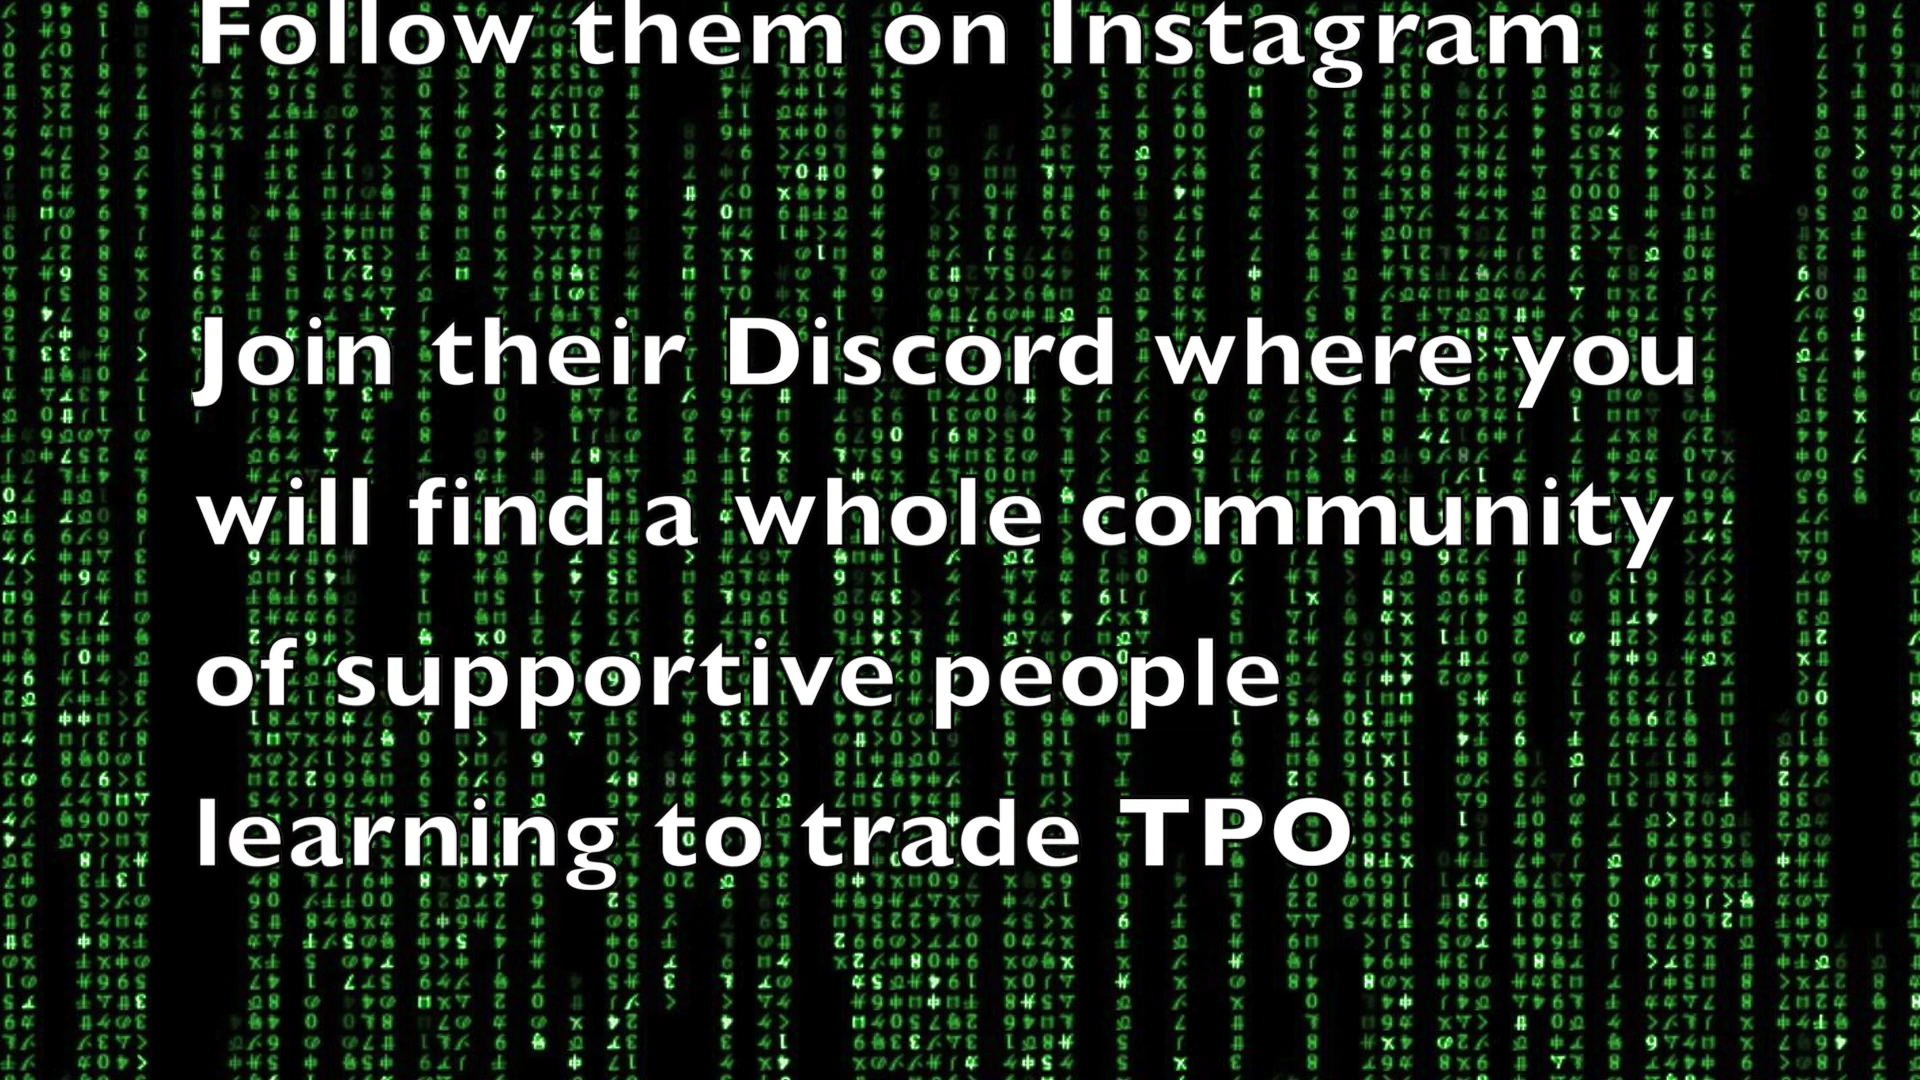 Follow them on Instagram
Join their Discord where you
will find a whole community
of supportive people
learning to trade TPO